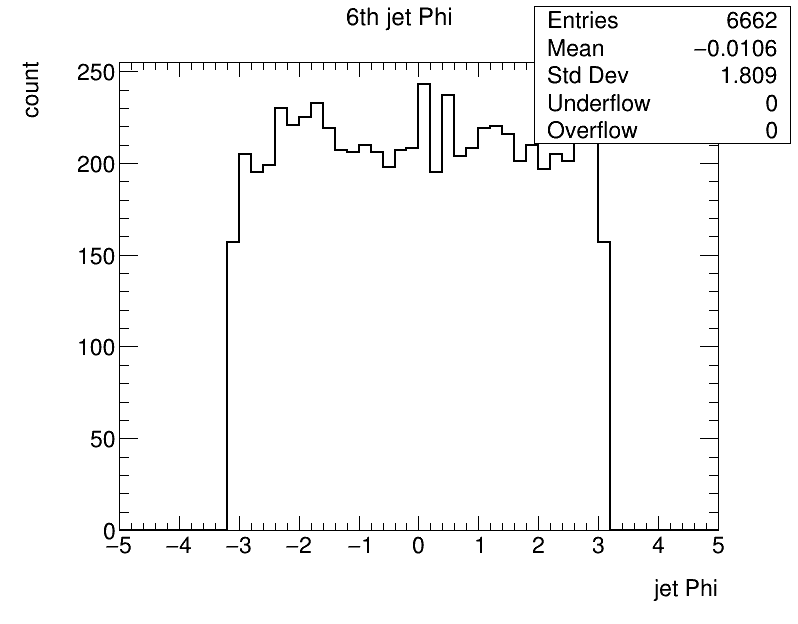 6th jet Phi
Entries 6662
Mean −0.0106
Std Dev 1.809
Underflow 0
Overflow 0
count
250
200
150
100
50
0
−5 −4 −3 −2 −1 0 1 2 3 4 5
jet Phi